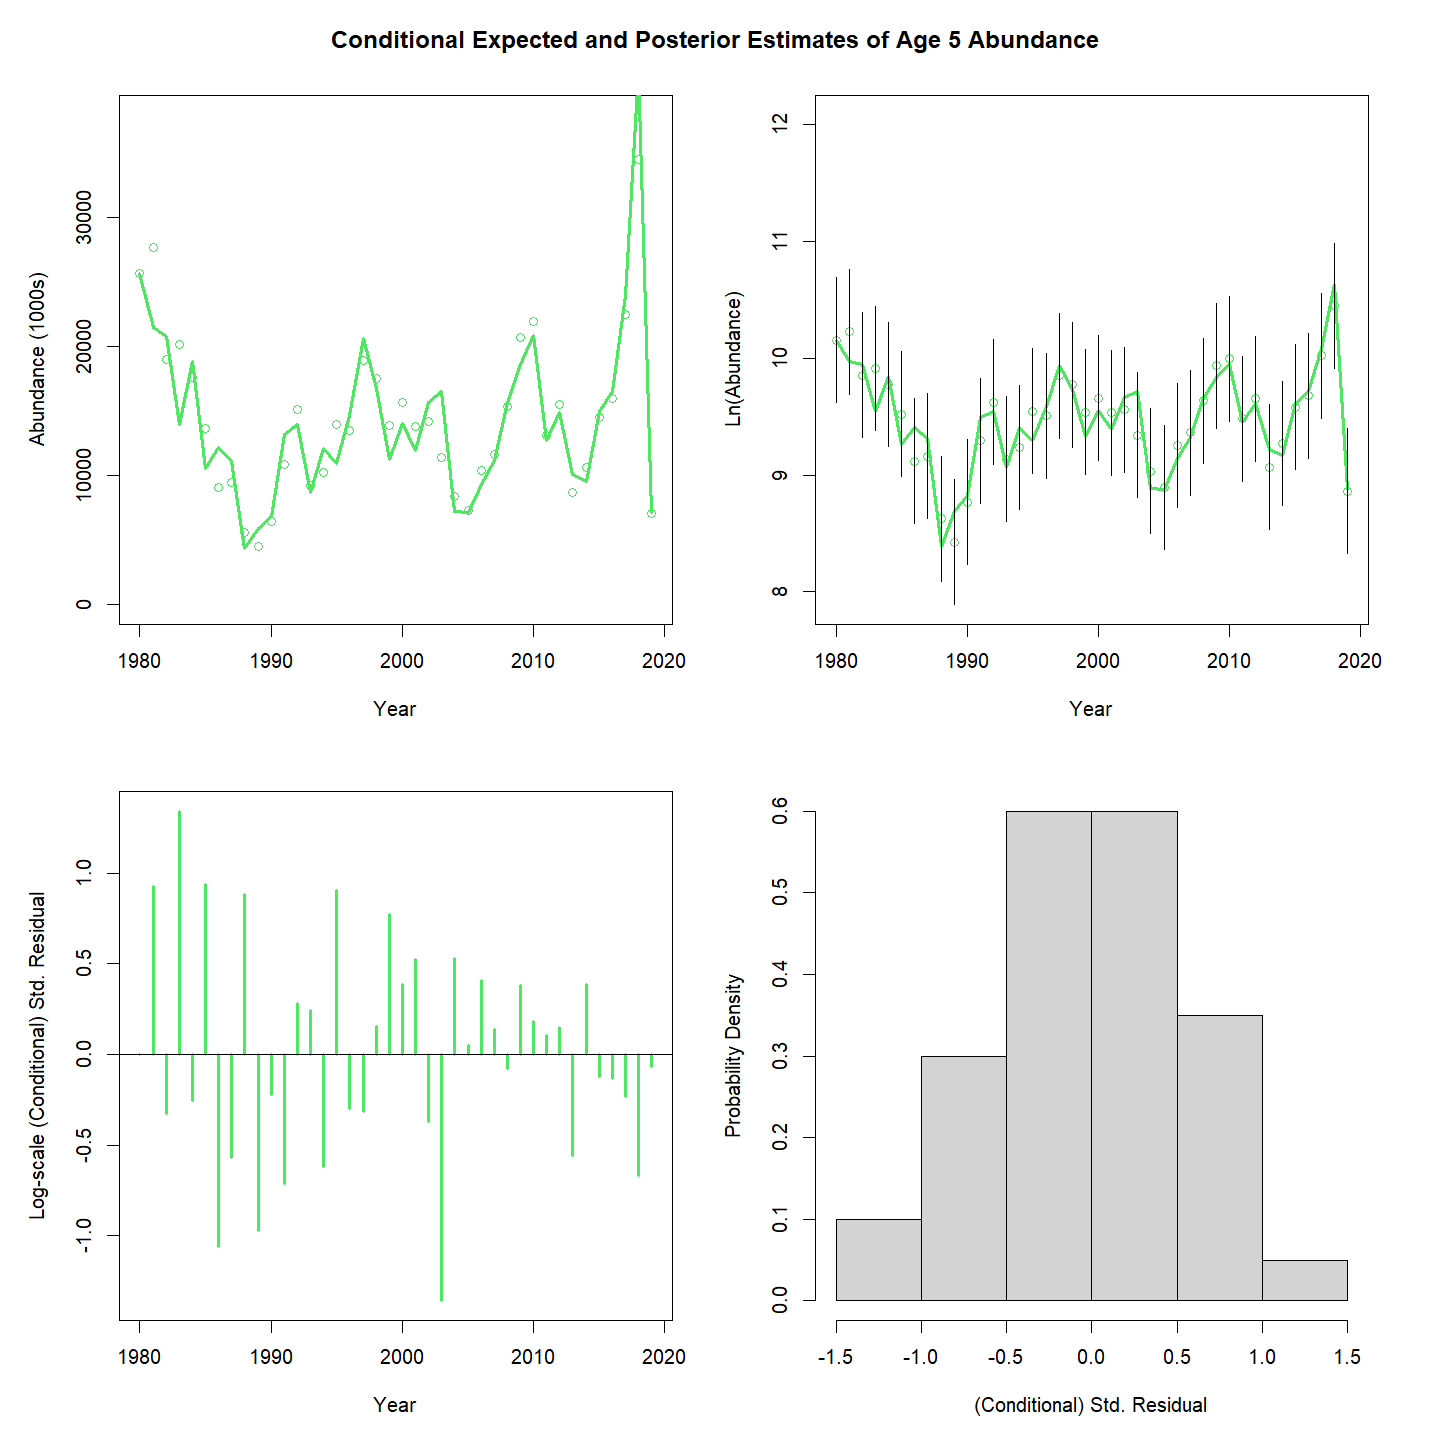 Conditional Expected and Posterior Estimates of Age 5 Abundance
Abundance (1000s)
30000
20000
10000
0
1980 1990 2000 2010 2020
Year
Ln(Abundance)
12
11
10
9
8
1980 1990 2000 2010 2020
Year
Log-scale (Conditional) Std. Residual
1.0
0.5
0.0
-0.5
-1.0
1980 1990 2000 2010 2020
Year
Probability Density
0.6
0.5
0.4
0.3
0.2
0.1
0.0
-1.5 -1.0 -0.5 0.0 0.5 1.0 1.5
(Conditional) Std. Residual